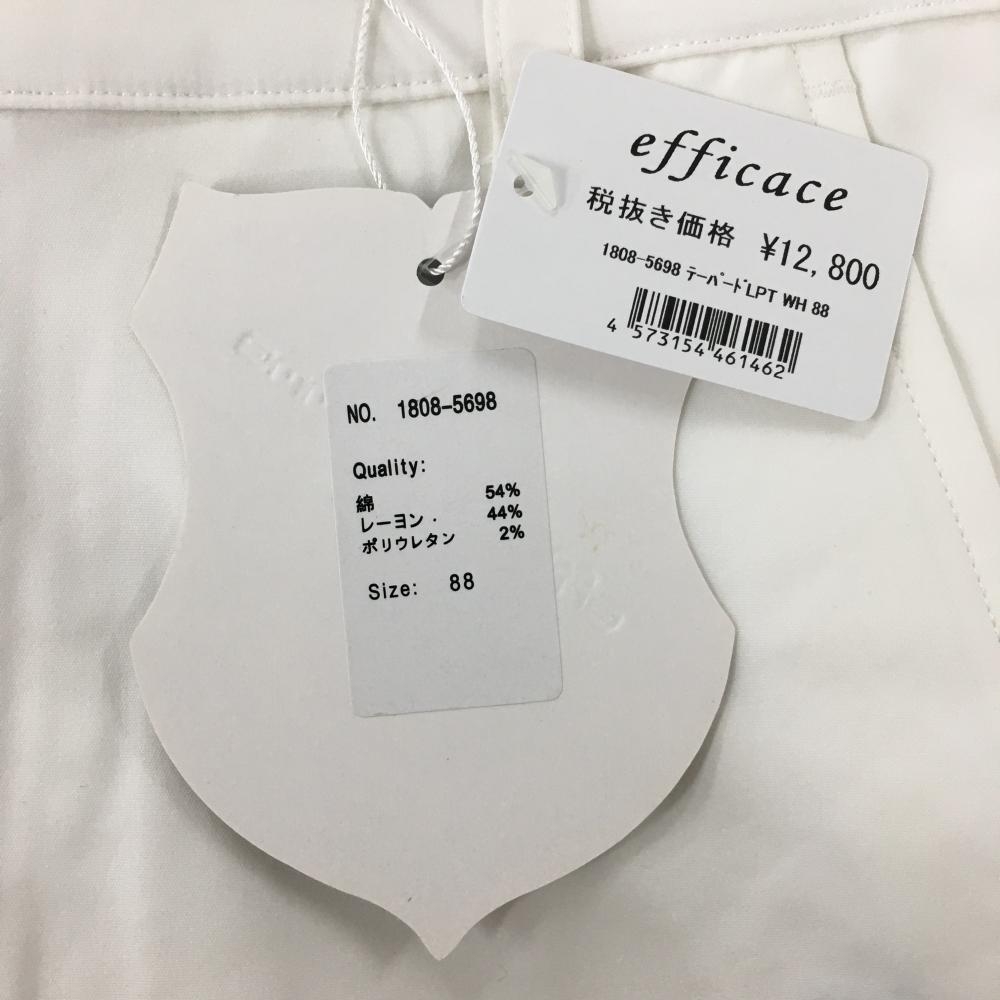 efficace
税抜き価格 ¥12,800
1808-5698 ﾃｰﾊﾟｰﾄﾞLPT WH 88
4 573154 461462
NO. 1808-5698
Quality:
綿 54%
レーヨン . 44%
ポリウレタン 2%
Size: 88